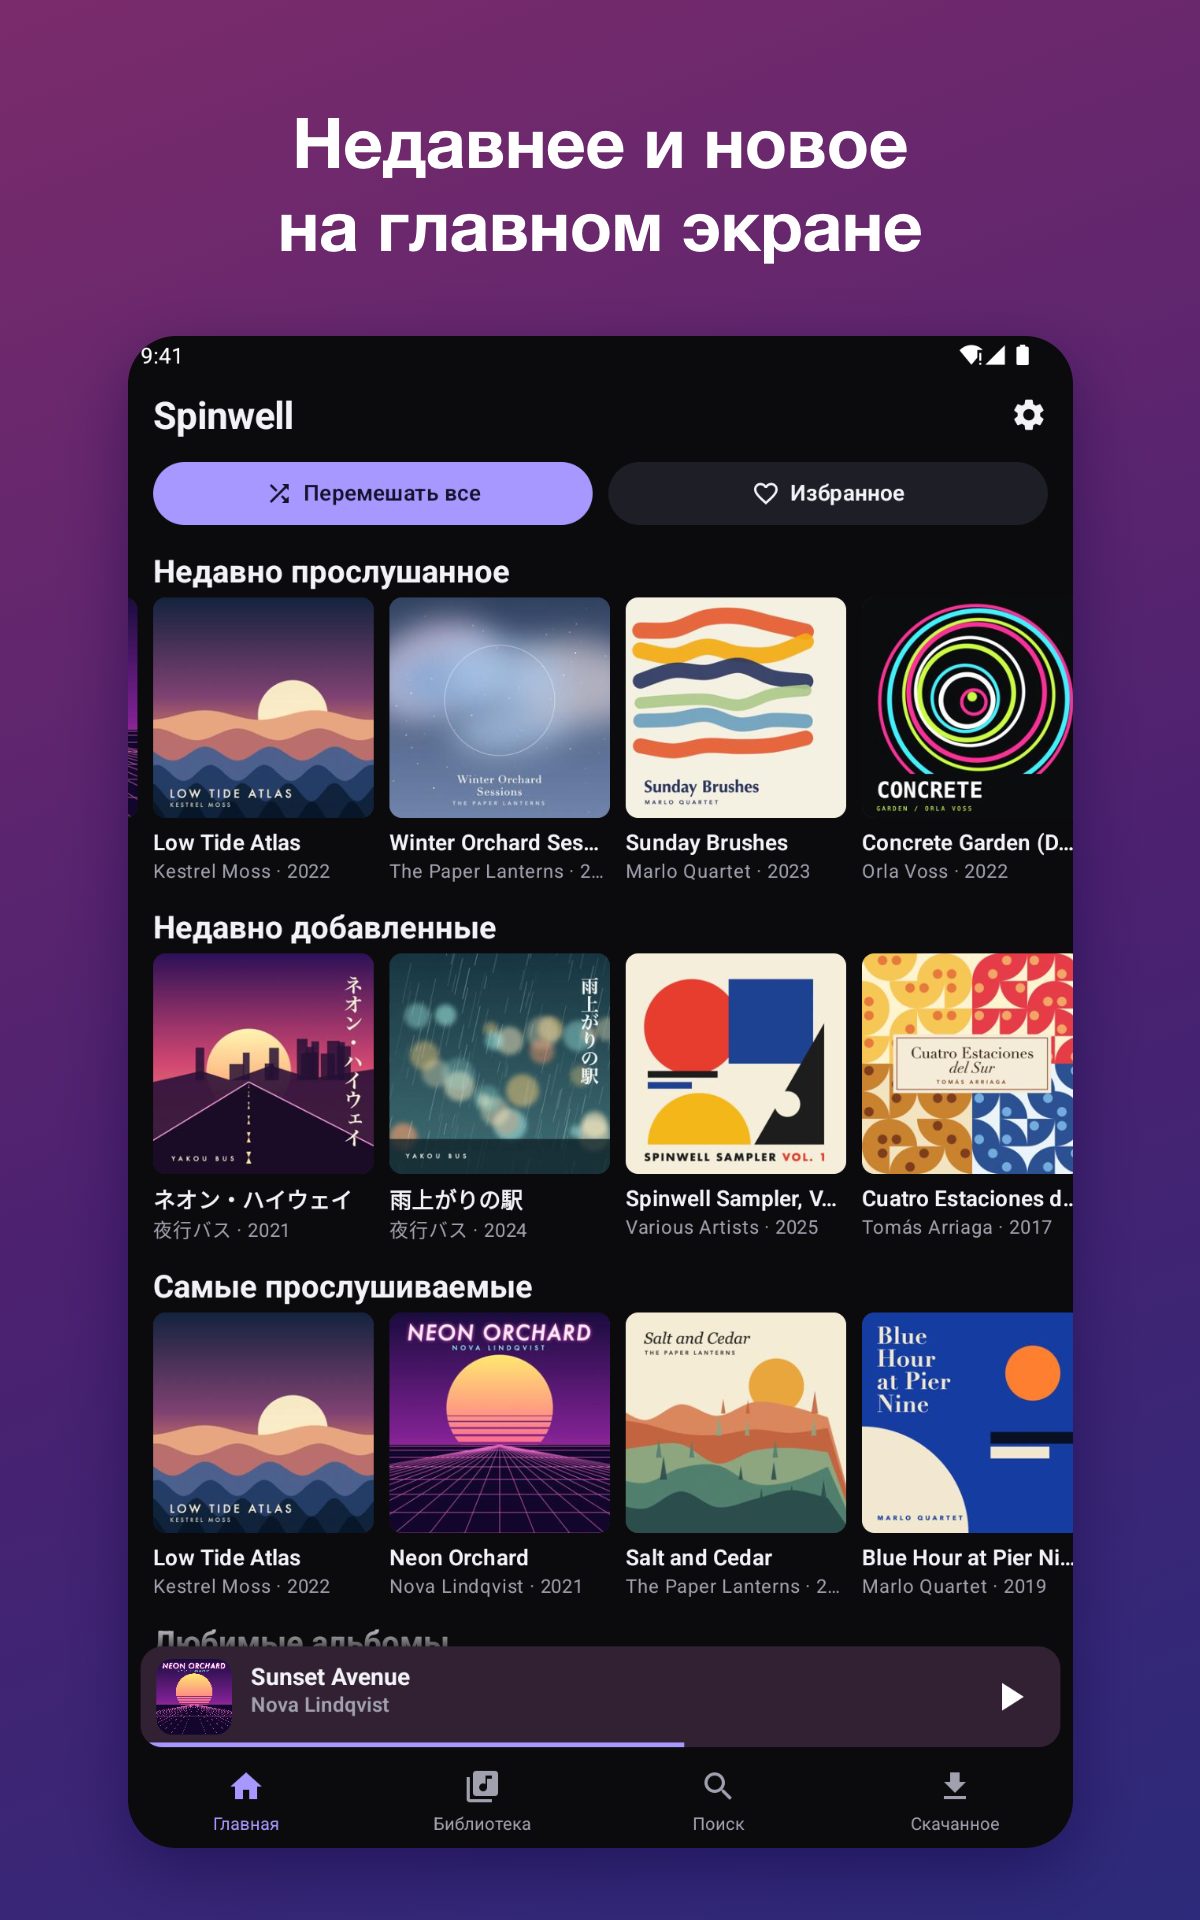 Недавнее и новое
на главном экране
9:41
Spinwell
Перемешать все
Избранное
Недавно прослушанное
LOW TIDE ATLAS
KESTREL MOSS
Winter Orchard
Sessions
THE PAPER LANTERNS
Sunday Brushes
MARLO QUARTET
CONCRETE
GARDEN / ORLA VOSS
Low Tide Atlas
Kestrel Moss · 2022
Winter Orchard Ses...
The Paper Lanterns · 2...
Sunday Brushes
Marlo Quartet · 2023
Concrete Garden (D...
Orla Voss · 2022
Недавно добавленные
ネオン・ハイウェイ
YAKOU BUS
雨上がりの駅
YAKOU BUS
SPINWELL SAMPLER VOL. 1
Cuatro Estaciones
del Sur
TOMÁS ARRIAGA
ネオン・ハイウェイ
夜行バス · 2021
雨上がりの駅
夜行バス · 2024
Spinwell Sampler, V...
Various Artists · 2025
Cuatro Estaciones d...
Tomás Arriaga · 2017
Самые прослушиваемые
LOW TIDE ATLAS
KESTREL MOSS
NEON ORCHARD
NOVA LINDQVIST
Salt and Cedar
THE PAPER LANTERNS
Blue
Hour
at Pier
Nine
MARLO QUARTET
Low Tide Atlas
Kestrel Moss · 2022
Neon Orchard
Nova Lindqvist · 2021
Salt and Cedar
The Paper Lanterns · 2...
Blue Hour at Pier Ni...
Marlo Quartet · 2019
Любимые альбомы
NEON ORCHARD
Sunset Avenue
Nova Lindqvist
Главная
Библиотека
Поиск
Скачанное